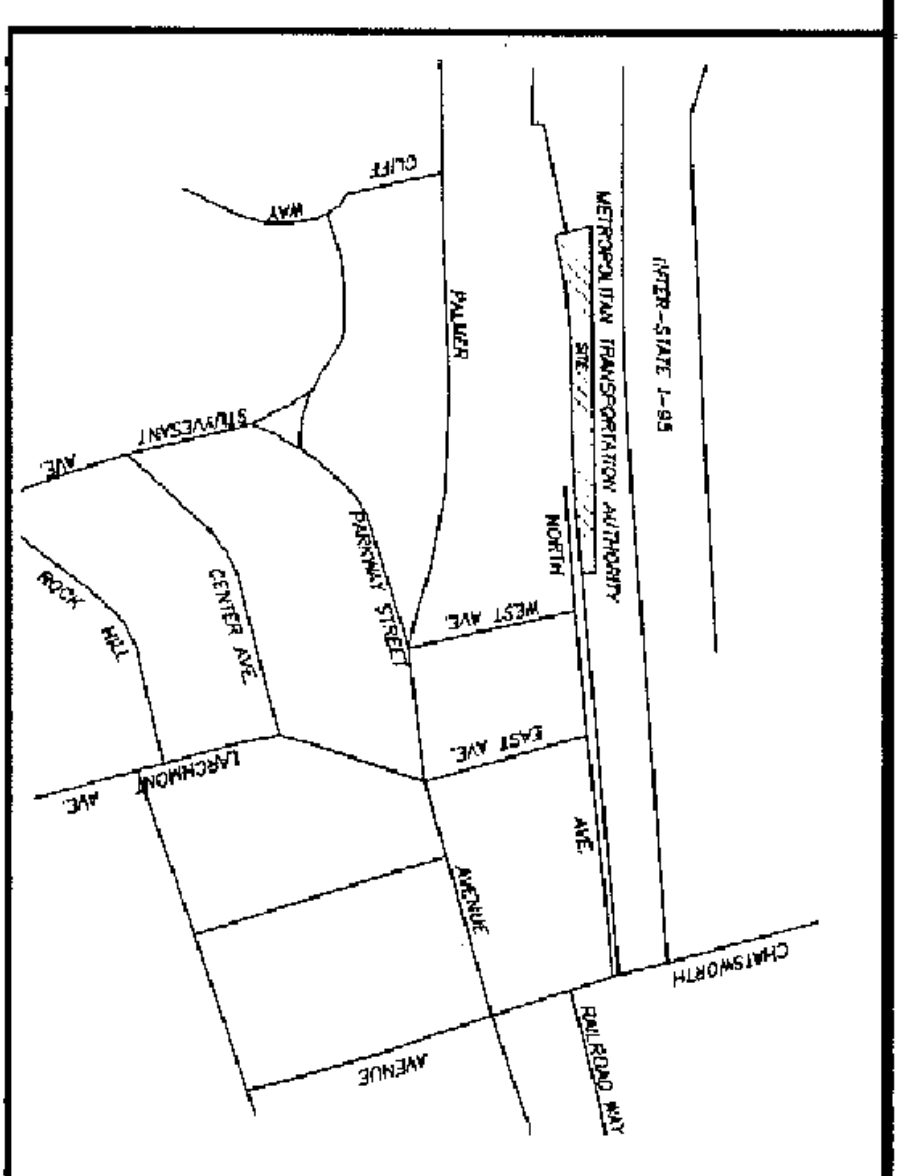 CLIFF
WAY
PALMER
METROPOLITAN TRANSPORTATION AUTHORITY
INTER-STATE I-95
SITE
STUYVESANT
AVE.
NORTH
PARKWAY STREET
CENTER AVE.
ROCK
HILL
WEST AVE.
EAST AVE.
LARCHMONT
AVE.
AVE.
AVENUE
CHATSWORTH
AVENUE
RAILROAD WAY